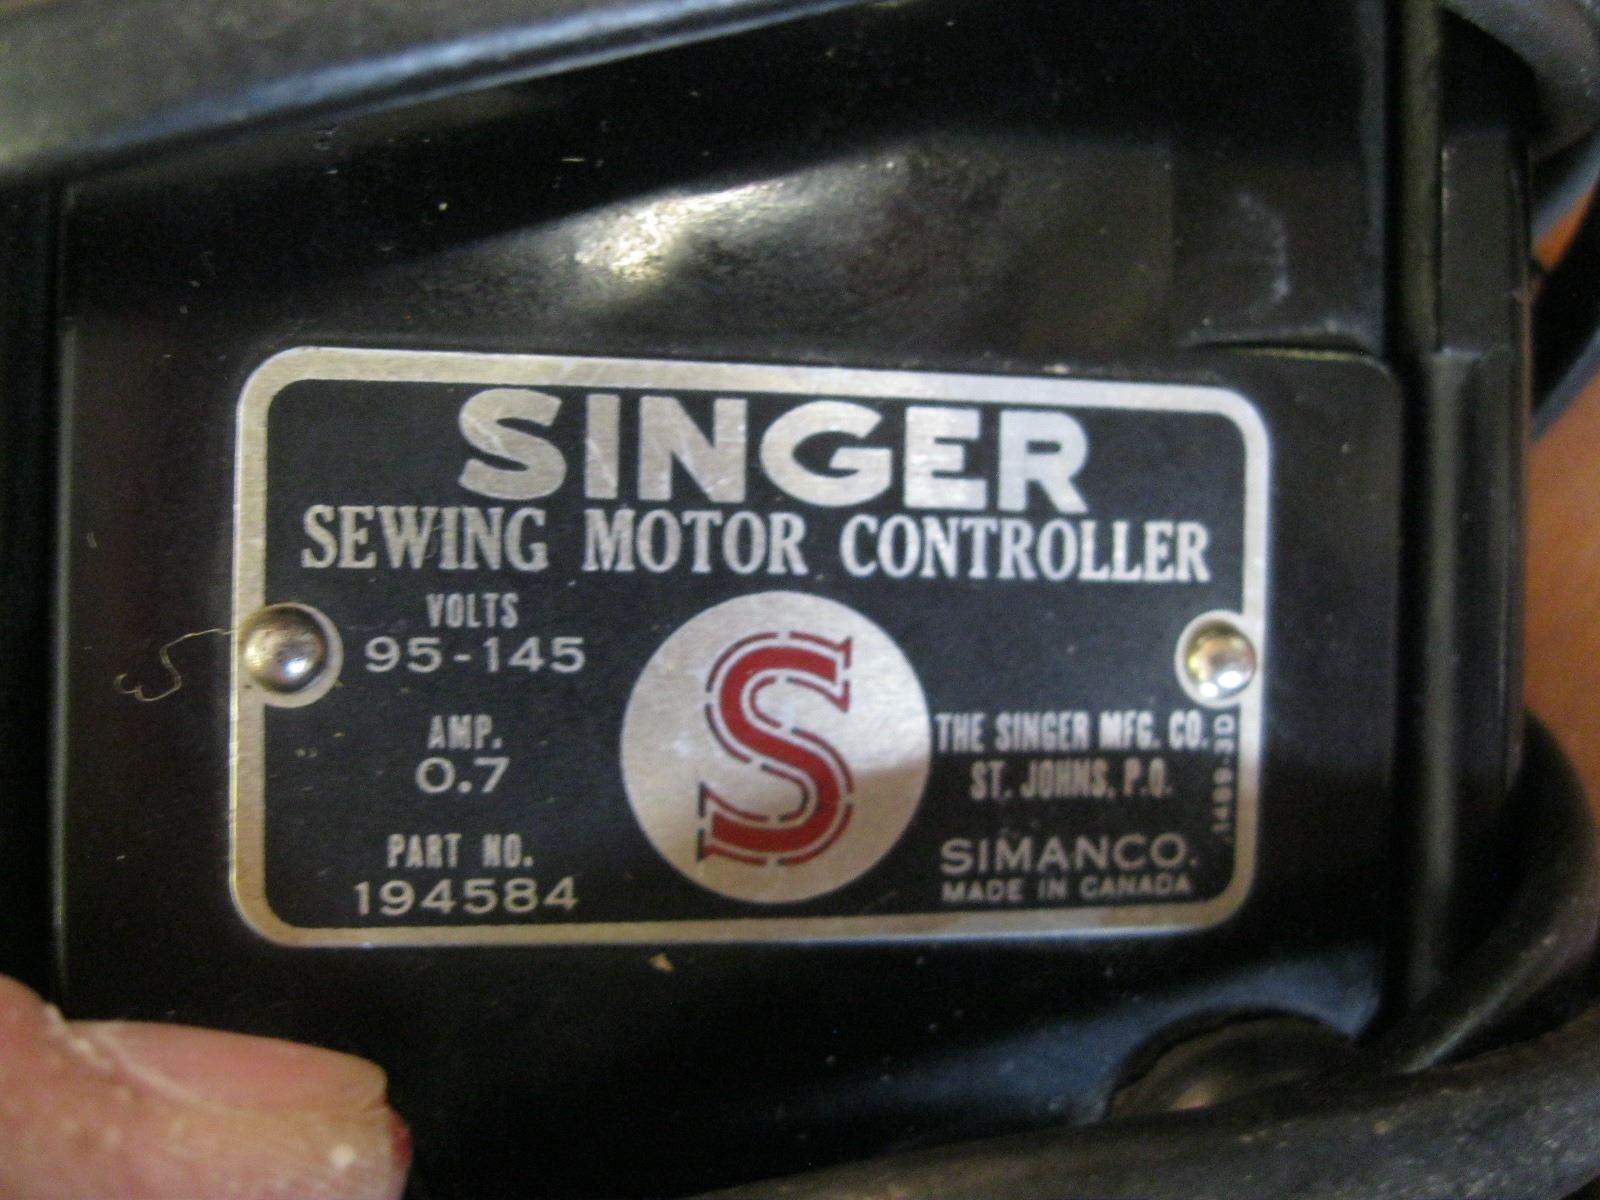 SINGER
SEWING MOTOR CONTROLLER
VOLTS
95-145
AMP.
0.7
PART NO.
194584
S
THE SINGER MFG. CO.
ST. JOHNS, P.Q.
SIMANCO.
MADE IN CANADA